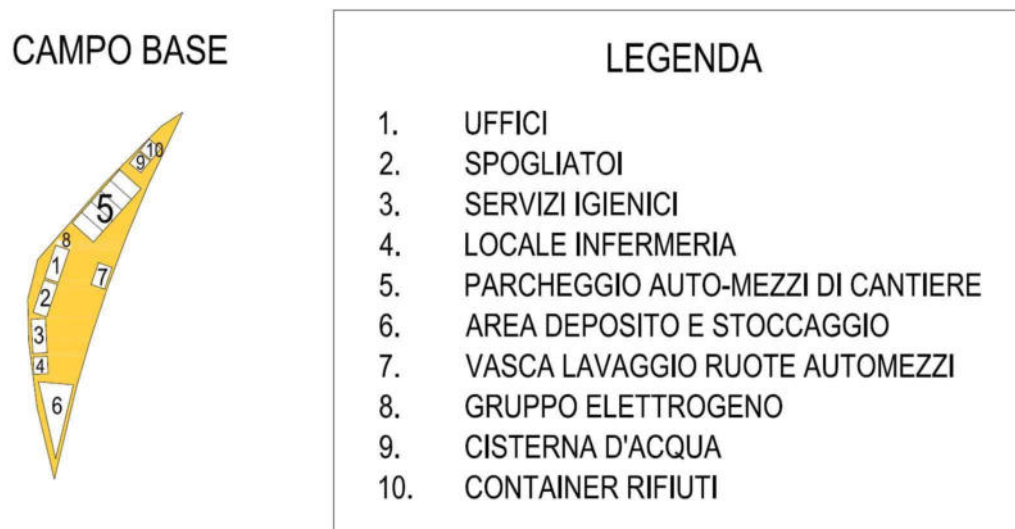 CAMPO BASE
10
9
5
8
1
7
2
3
4
6
LEGENDA
1. UFFICI
2. SPOGLIATOI
3. SERVIZI IGIENICI
4. LOCALE INFERMERIA
5. PARCHEGGIO AUTO-MEZZI DI CANTIERE
6. AREA DEPOSITO E STOCCAGGIO
7. VASCA LAVAGGIO RUOTE AUTOMEZZI
8. GRUPPO ELETTROGENO
9. CISTERNA D'ACQUA
10. CONTAINER RIFIUTI